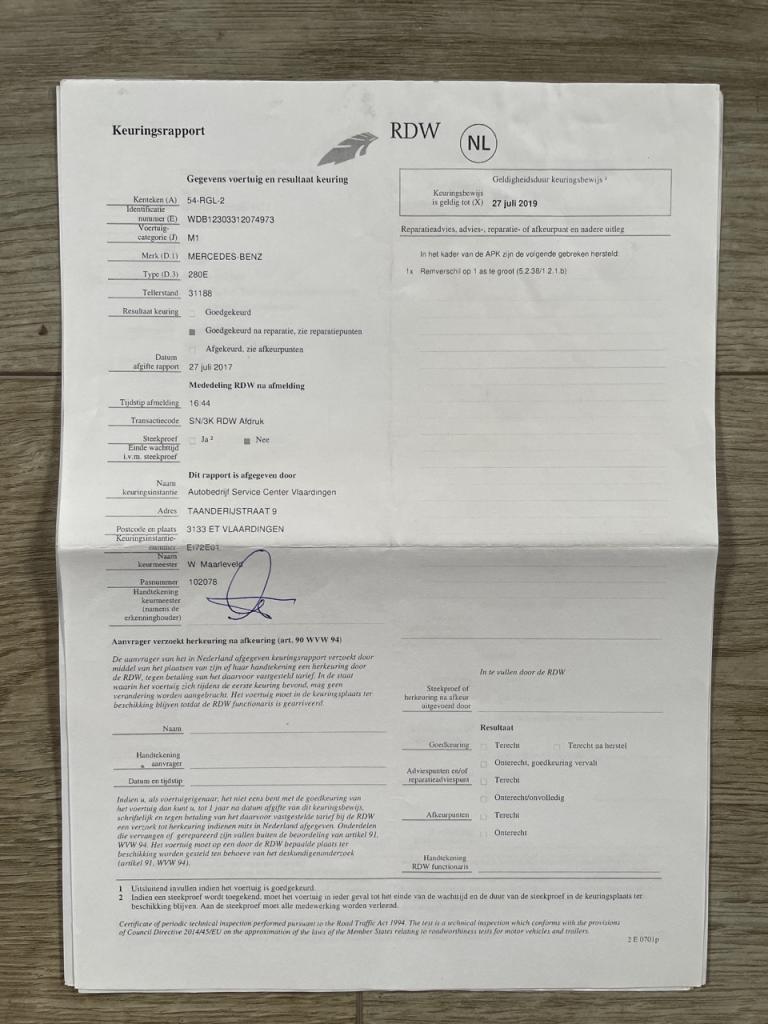 Keuringsrapport
RDW
NL
Gegevens voertuig en resultaat keuring
Kenteken (A) 54-RGL-2
Identificatie
nummer (E) WDB12303312074973
Voertuig-
categorie (J) M1
Merk (D.1) MERCEDES-BENZ
Type (D.3) 280E
Tellerstand 31188
Resultaat keuring Goedgekeurd
Goedgekeurd na reparatie, zie reparatiepunten
Afgekeurd, zie afkeurpunten
Datum
afgifte rapport 27 juli 2017
Mededeling RDW na afmelding
Tijdstip afmelding 16:44
Transactiecode SN/3K RDW Afdruk
Steekproef Ja ² Nee
Einde wachttijd
i.v.m. steekproef
Dit rapport is afgegeven door
Naam
keuringsinstantie Autobedrijf Service Center Vlaardingen
Adres TAANDERIJSTRAAT 9
Postcode en plaats 3133 ET VLAARDINGEN
Keuringsinstantie-
nummer E172E01
Naam
keurmeester W Maarleveld
Pasnummer 102078
Handtekening
keurmeester
(namens de
erkenninghouder)
Geldigheidsduur keuringsbewijs ¹
Keuringsbewijs
is geldig tot (X) 27 juli 2019
Reparatieadvies, advies-, reparatie- of afkeurpunt en nadere uitleg
In het kader van de APK zijn de volgende gebreken hersteld:
1x Remverschil op 1 as te groot (5.2.38/1.2.1.b)
Aanvrager verzoekt herkeuring na afkeuring (art. 90 WVW 94)
De aanvrager van het in Nederland afgegeven keuringsrapport verzoekt door
middel van het plaatsen van zijn of haar handtekening een herkeuring door
de RDW, tegen betaling van het daarvoor vastgesteld tarief. In de staat
waarin het voertuig zich tijdens de eerste keuring bevond, mag geen
verandering worden aangebracht. Het voertuig moet in de keuringsplaats ter
beschikking blijven totdat de RDW functionaris is gearriveerd.
Naam
Handtekening
aanvrager
Datum en tijdstip
Indien u, als voertuigeigenaar, het niet eens bent met de goedkeuring van
het voertuig dan kunt u, tot 1 jaar na datum afgifte van dit keuringsbewijs,
schriftelijk en tegen betaling van het daarvoor vastgestelde tarief bij de RDW
een verzoek tot herkeuring indienen mits in Nederland afgegeven. Onderdelen
die vervangen of gerepareerd zijn vallen buiten de beoordeling van artikel 91,
WVW 94. Het voertuig moet op een door de RDW bepaalde plaats ter
beschikking worden gesteld ten behoeve van het deskundigenonderzoek
(artikel 91, WVW 94).
In te vullen door de RDW
Steekproef of
herkeuring na afkeur
uitgevoerd door
Resultaat
Goedkeuring Terecht Terecht na herstel
Onterecht, goedkeuring vervalt
Adviespunten en/of
reparatieadviespunt Terecht
Onterecht/onvolledig
Afkeurpunten Terecht
Onterecht
Handtekening
RDW functionaris
1 Uitsluitend invullen indien het voertuig is goedgekeurd.
2 Indien een steekproef wordt toegekend, moet het voertuig in ieder geval tot het einde van de wachttijd en de duur van de steekproef in de keuringsplaats ter
beschikking blijven. Aan de steekproef moet alle medewerking worden verleend.
Certificate of periodic technical inspection performed pursuant to the Road Traffic Act 1994. The test is a technical inspection which conforms with the provisions
of Council Directive 2014/45/EU on the approximation of the laws of the Member States relating to roadworthiness tests for motor vehicles and trailers.
2 E 0701p